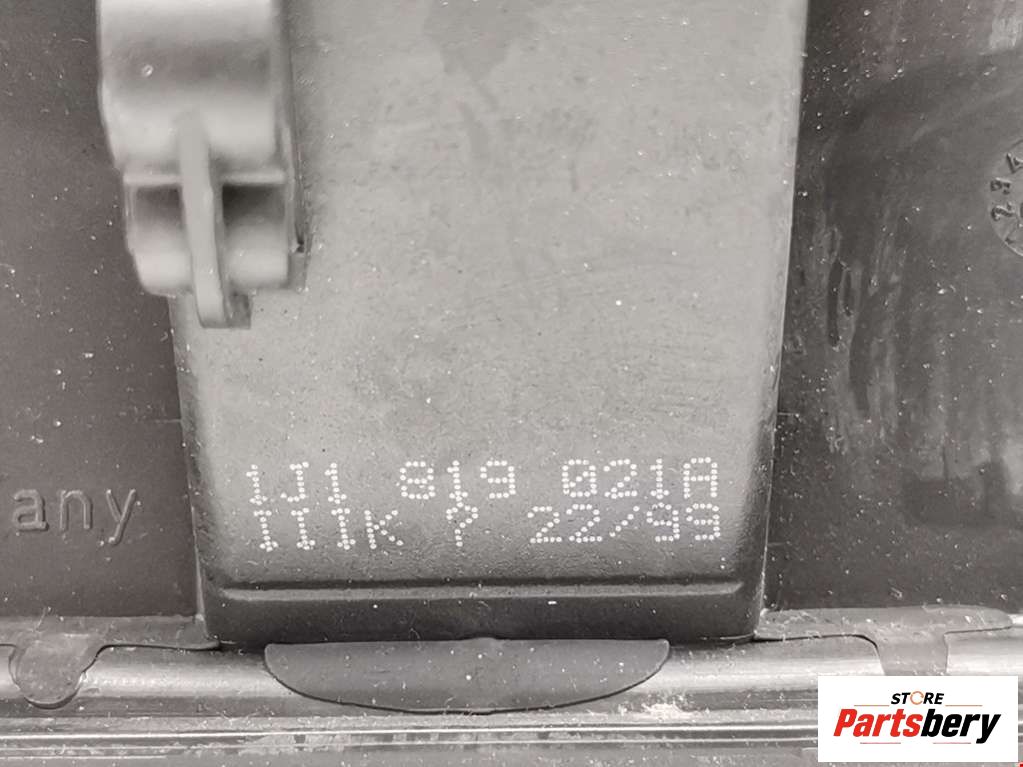 1J1 819 021A
any
IIIK P 22/99
STORE
Partsbery